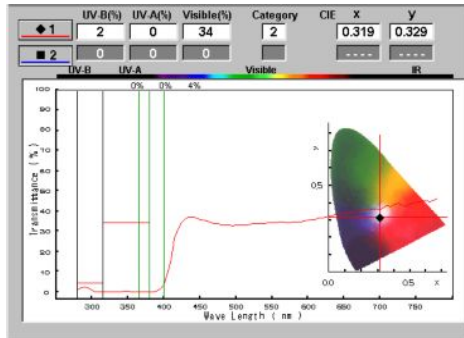 UV-B(%) UV-A(%) Visible(%) Category CIE x y
1 2 0 34 2 0.319 0.329
2 0 0 0 ---- ----
UV-B UV-A Visible IR
0% 0% 4%
Transmittance (%)
100
90
80
70
60
50
40
30
20
10
0
300 350 400 450 500 550 600 650 700 750
Wave Length ( nm )
y
0.5
0.0 0.5 x